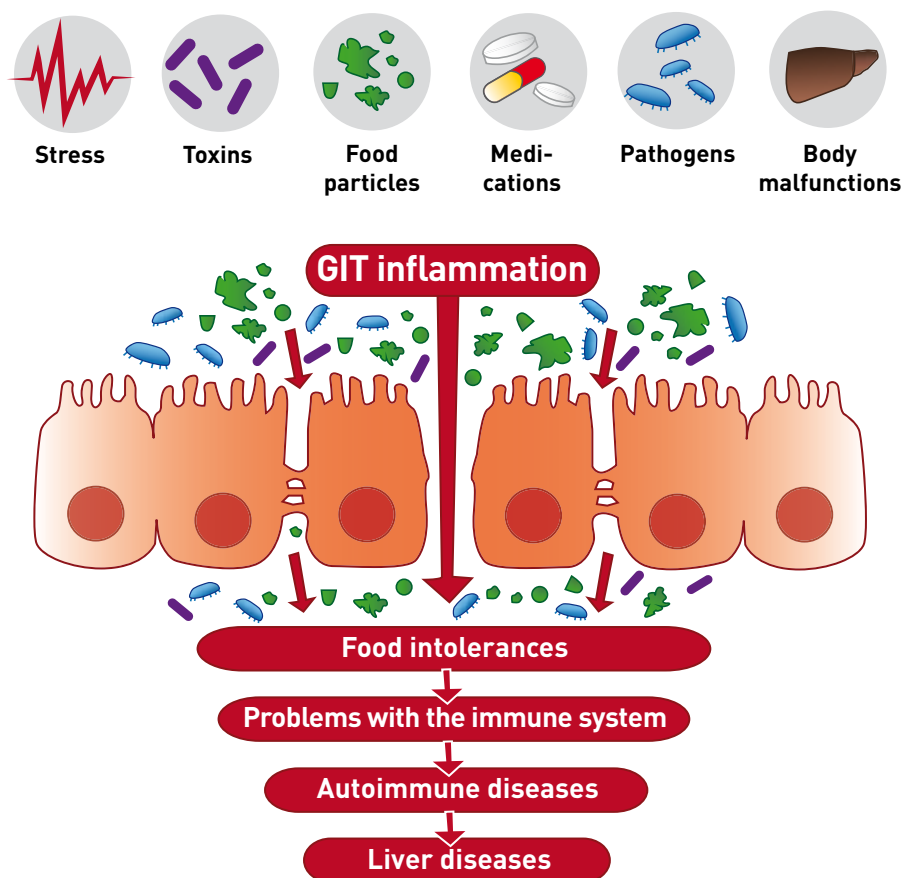 Stress
Toxins
Food
particles
Medi-
cations
Pathogens
Body
malfunctions
GIT inflammation
Food intolerances
Problems with the immune system
Autoimmune diseases
Liver diseases